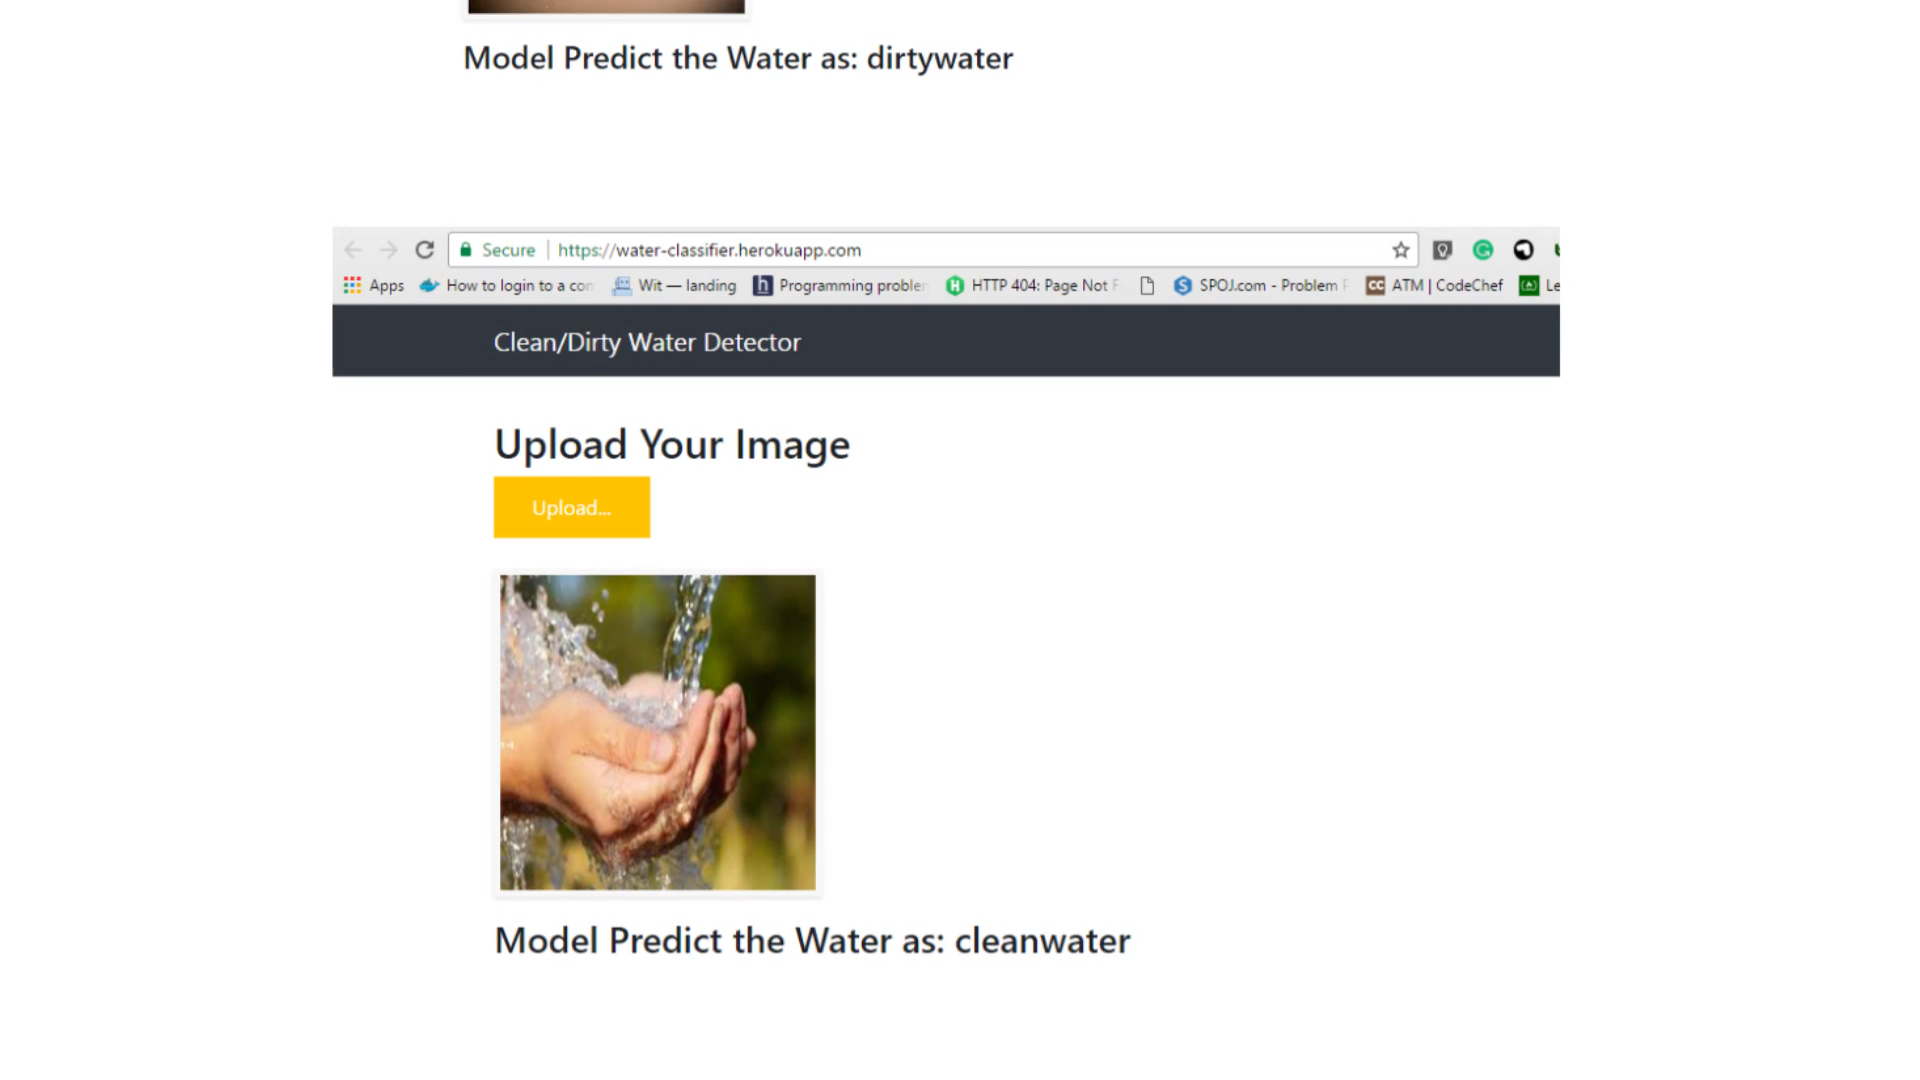 Model Predict the Water as: dirtywater
Secure https://water-classifier.herokuapp.com
Apps How to login to a con Wit — landing Programming problem HTTP 404: Page Not F SPOJ.com - Problem ATM | CodeChef Le
Clean/Dirty Water Detector
Upload Your Image
Upload...
Model Predict the Water as: cleanwater